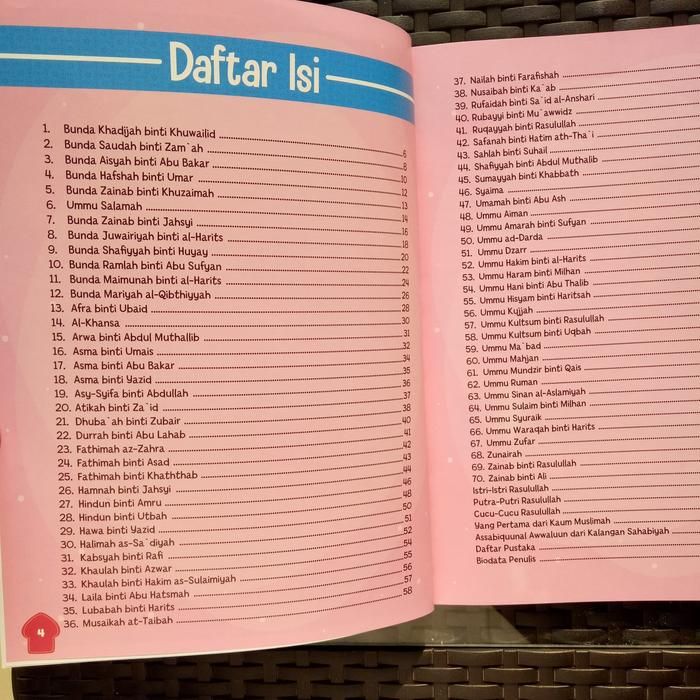 Daftar Isi
1. Bunda Khadijah binti Khuwailid 6
2. Bunda Saudah binti Zam`ah 8
3. Bunda Aisyah binti Abu Bakar 10
4. Bunda Hafshah binti Umar 12
5. Bunda Zainab binti Khuzaimah 13
6. Ummu Salamah 14
7. Bunda Zainab binti Jahsyi 16
8. Bunda Juwairiyah binti al-Harits 18
9. Bunda Shafiyyah binti Huyay 20
10. Bunda Ramlah binti Abu Sufyan 22
11. Bunda Maimunah binti al-Harits 24
12. Bunda Mariyah al-Qibthiyyah 26
13. Afra binti Ubaid 28
14. Al-Khansa 30
15. Arwa binti Abdul Muthallib 31
16. Asma binti Umais 32
17. Asma binti Abu Bakar 34
18. Asma binti Yazid 35
19. Asy-Syifa binti Abdullah 36
20. Atikah binti Za`id 37
21. Dhuba`ah binti Zubair 38
22. Durrah binti Abu Lahab 40
23. Fathimah az-Zahra 41
24. Fathimah binti Asad 42
25. Fathimah binti Khaththab 43
26. Hamnah binti Jahsyi 44
27. Hindun binti Amru 46
28. Hindun binti Utbah 48
29. Hawa binti Yazid 50
30. Halimah as-Sa`diyah 51
31. Kabsyah binti Rafi 52
32. Khaulah binti Azwar 54
33. Khaulah binti Hakim as-Sulaimiyah 55
34. Laila binti Abu Hatsmah 56
35. Lubabah binti Harits 57
36. Musaikah at-Taibah 58
4
37. Nailah binti Farafishah
38. Nusaibah binti Ka`ab
39. Rufaidah binti Sa`id al-Anshari
40. Rubayyi binti Mu`awwidz
41. Ruqayyah binti Rasulullah
42. Safanah binti Hatim ath-Tha`i
43. Sahlah binti Suhail
44. Shafiyyah binti Abdul Muthalib
45. Sumayyah binti Khabbath
46. Syaima
47. Umamah binti Abu Ash
48. Ummu Aiman
49. Ummu Amarah binti Sufyan
50. Ummu ad-Darda
51. Ummu Dzarr
52. Ummu Hakim binti al-Harits
53. Ummu Haram binti Milhan
54. Ummu Hani binti Abu Thalib
55. Ummu Hisyam binti Haritsah
56. Ummu Kujjah
57. Ummu Kultsum binti Rasulullah
58. Ummu Kultsum binti Uqbah
59. Ummu Ma`bad
60. Ummu Mahjan
61. Ummu Mundzir binti Qais
62. Ummu Ruman
63. Ummu Sinan al-Aslamiyah
64. Ummu Sulaim binti Milhan
65. Ummu Syuraik
66. Ummu Waraqah binti Harits
67. Ummu Zufar
68. Zunairah
69. Zainab binti Rasulullah
70. Zainab binti Ali
Istri-Istri Rasulullah
Putra-Putri Rasulullah
Cucu-Cucu Rasulullah
Yang Pertama dari Kaum Muslimah
Assabiquunal Awwaluun dari Kalangan Sahabiyah
Daftar Pustaka
Biodata Penulis